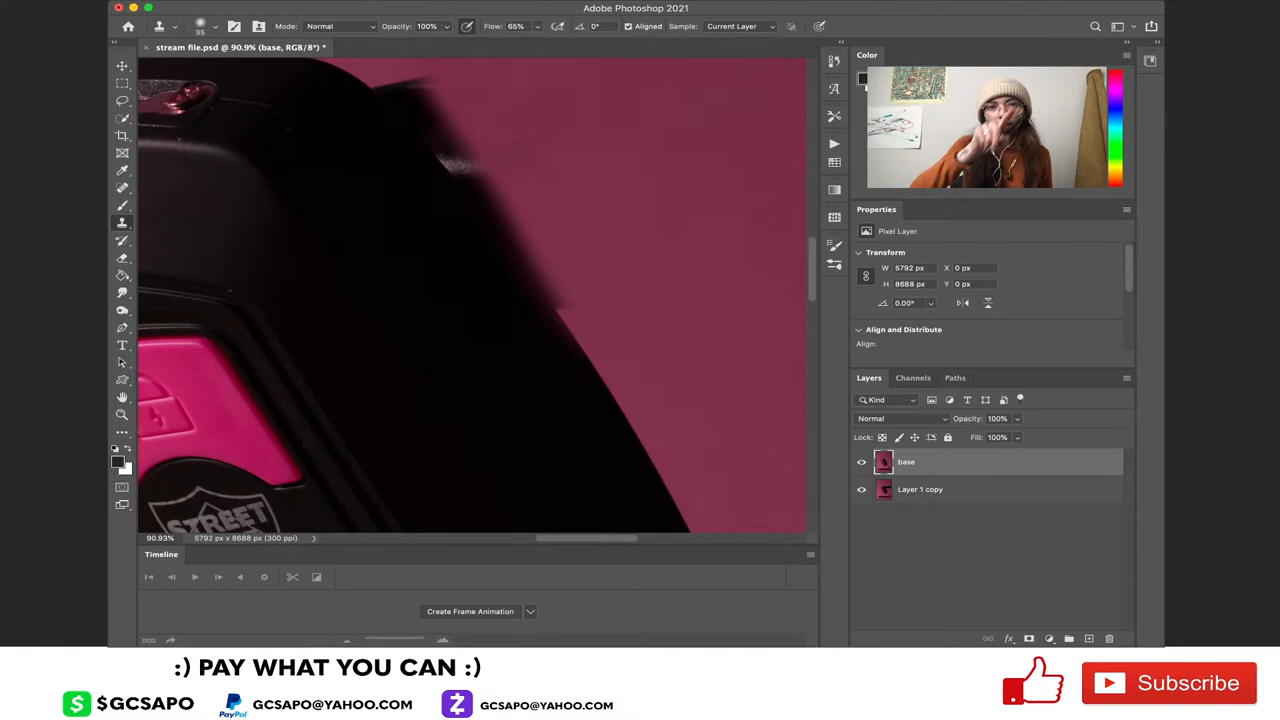 Adobe Photoshop 2021
35 Mode: Normal Opacity: 100% Flow: 65% 0° Aligned Sample: Current Layer
stream file.psd @ 90.9% (base, RGB/8*) *
Color
Properties
Pixel Layer
Transform
W 5792 px X 0 px
H 8688 px Y 0 px
0.00°
Align and Distribute
Align:
Layers Channels Paths
Kind
Normal Opacity: 100%
Lock: Fill: 100%
base
Layer 1 copy
STREET
90.93% 5792 px x 8688 px (300 ppi)
Timeline
Create Frame Animation
:) PAY WHAT YOU CAN :)
$GCSAPO
PayPal
GCSAPO@YAHOO.COM
GCSAPO@YAHOO.COM
Subscribe